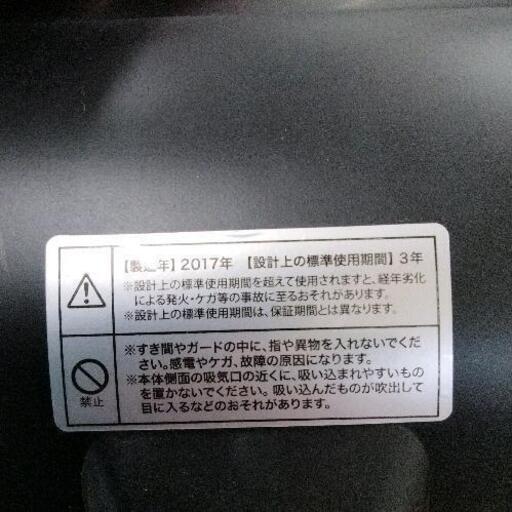 【製造年】2017年 【設計上の標準使用期間】3年
※設計上の標準使用期間を超えて使用されますと、経年劣化
による発火・ケガ等の事故に至るおそれがあります。
※設計上の標準使用期間は、保証期間とは異なります。
禁止
※すき間やガードの中に、指や異物を入れないでくだ
さい。感電やケガ、故障の原因になります。
※本体側面の吸気口の近くに、吸い込まれやすいもの
を置かないでください。吸い込んだものが吹出して
目に入るなどのおそれがあります。